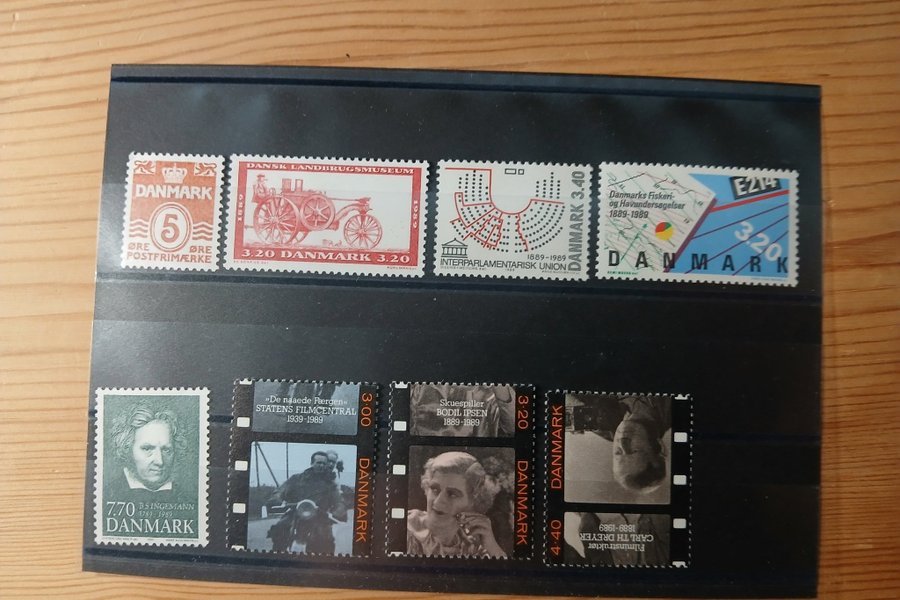 DANMARK
5
ØRE ØRE
POSTFRIMÆRKE
DANSK LANDBRUGSMUSEUM
1889
1989
3.20 DANMARK 3.20
DANMARK 3.40
1889-1989
INTERPARLAMENTARISK UNION
E214
Danmarks Fiskeri-
og Havundersøgelser
1889-1989
3.20
DANMARK
7.70 B.S. INGEMANN
1789-1989
DANMARK
»De naaede Færgen«
STATENS FILMCENTRAL
1939-1989
3.00
DANMARK
Skuespiller
BODIL IPSEN
1889-1989
3.20
DANMARK
DANMARK
4.40
Filminstruktør
CARL TH DREYER
1889-1989